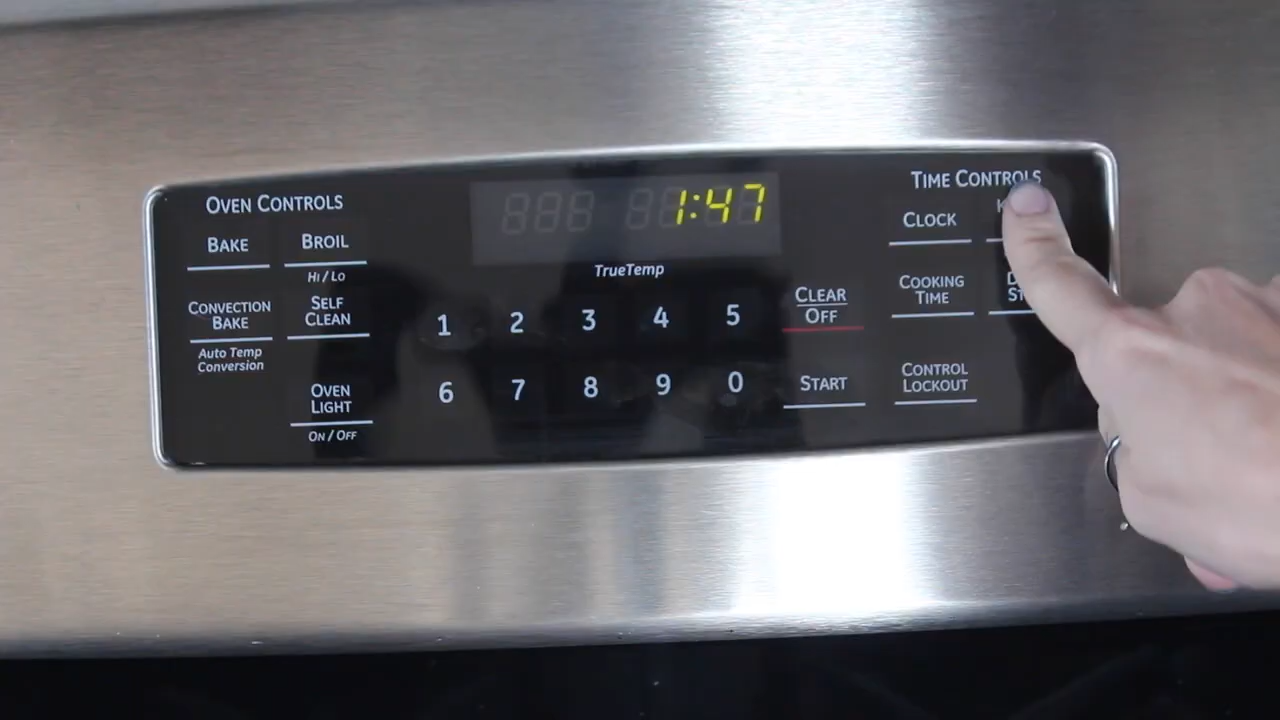 OVEN CONTROLS
BAKE
BROIL
HI / LO
CONVECTION
BAKE
Auto Temp
Conversion
SELF
CLEAN
OVEN
LIGHT
ON / OFF
1:47
TrueTemp
1 2 3 4 5
6 7 8 9 0
CLEAR
OFF
START
TIME CONTROLS
CLOCK
COOKING
TIME
CONTROL
LOCKOUT